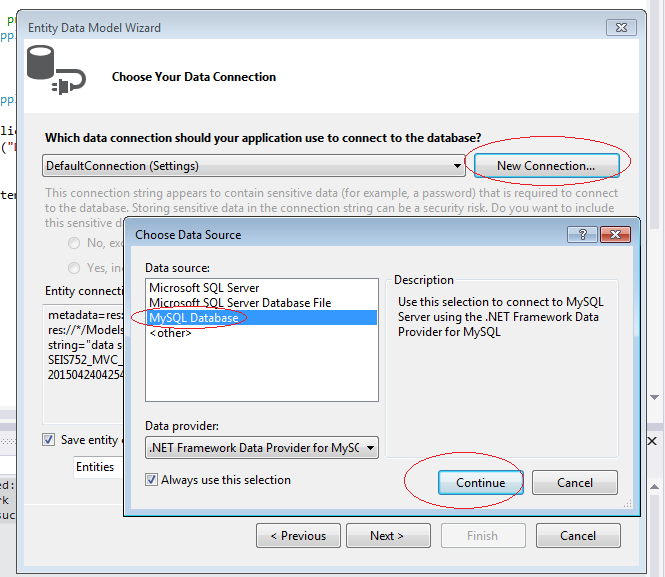 Entity Data Model Wizard
Choose Your Data Connection
Which data connection should your application use to connect to the database?
DefaultConnection (Settings)
New Connection...
This connection string appears to contain sensitive data (for example, a password) that is required to connect
to the database. Storing sensitive data in the connection string can be a security risk. Do you want to include
this sensitive
No,
Yes,
Entity
metadata=res:
res://*/Models
string="data
SEIS752_MVC_
2015042404254
Save entity
Entities
Choose Data Source
Data source:
Microsoft SQL Server
Microsoft SQL Server Database File
MySQL Database
<other>
Description
Use this selection to connect to MySQL
Server using the .NET Framework Data
Provider for MySQL
Data provider:
.NET Framework Data Provider for MySC
Always use this selection
Continue
Cancel
< Previous
Next >
Finish
Cancel